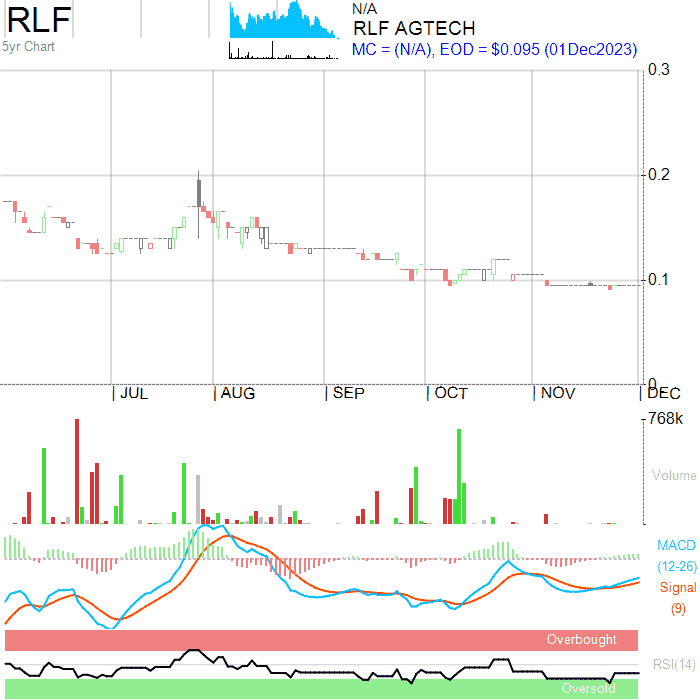 RLF
5yr Chart
N/A
RLF AGTECH
MC = (N/A), EOD = $0.095 (01Dec2023)
0.3
0.2
0.1
0
| JUL | AUG | SEP | OCT | NOV | DEC
768k
Volume
MACD
(12-26)
Signal
(9)
Overbought
RSI(14)
Oversold